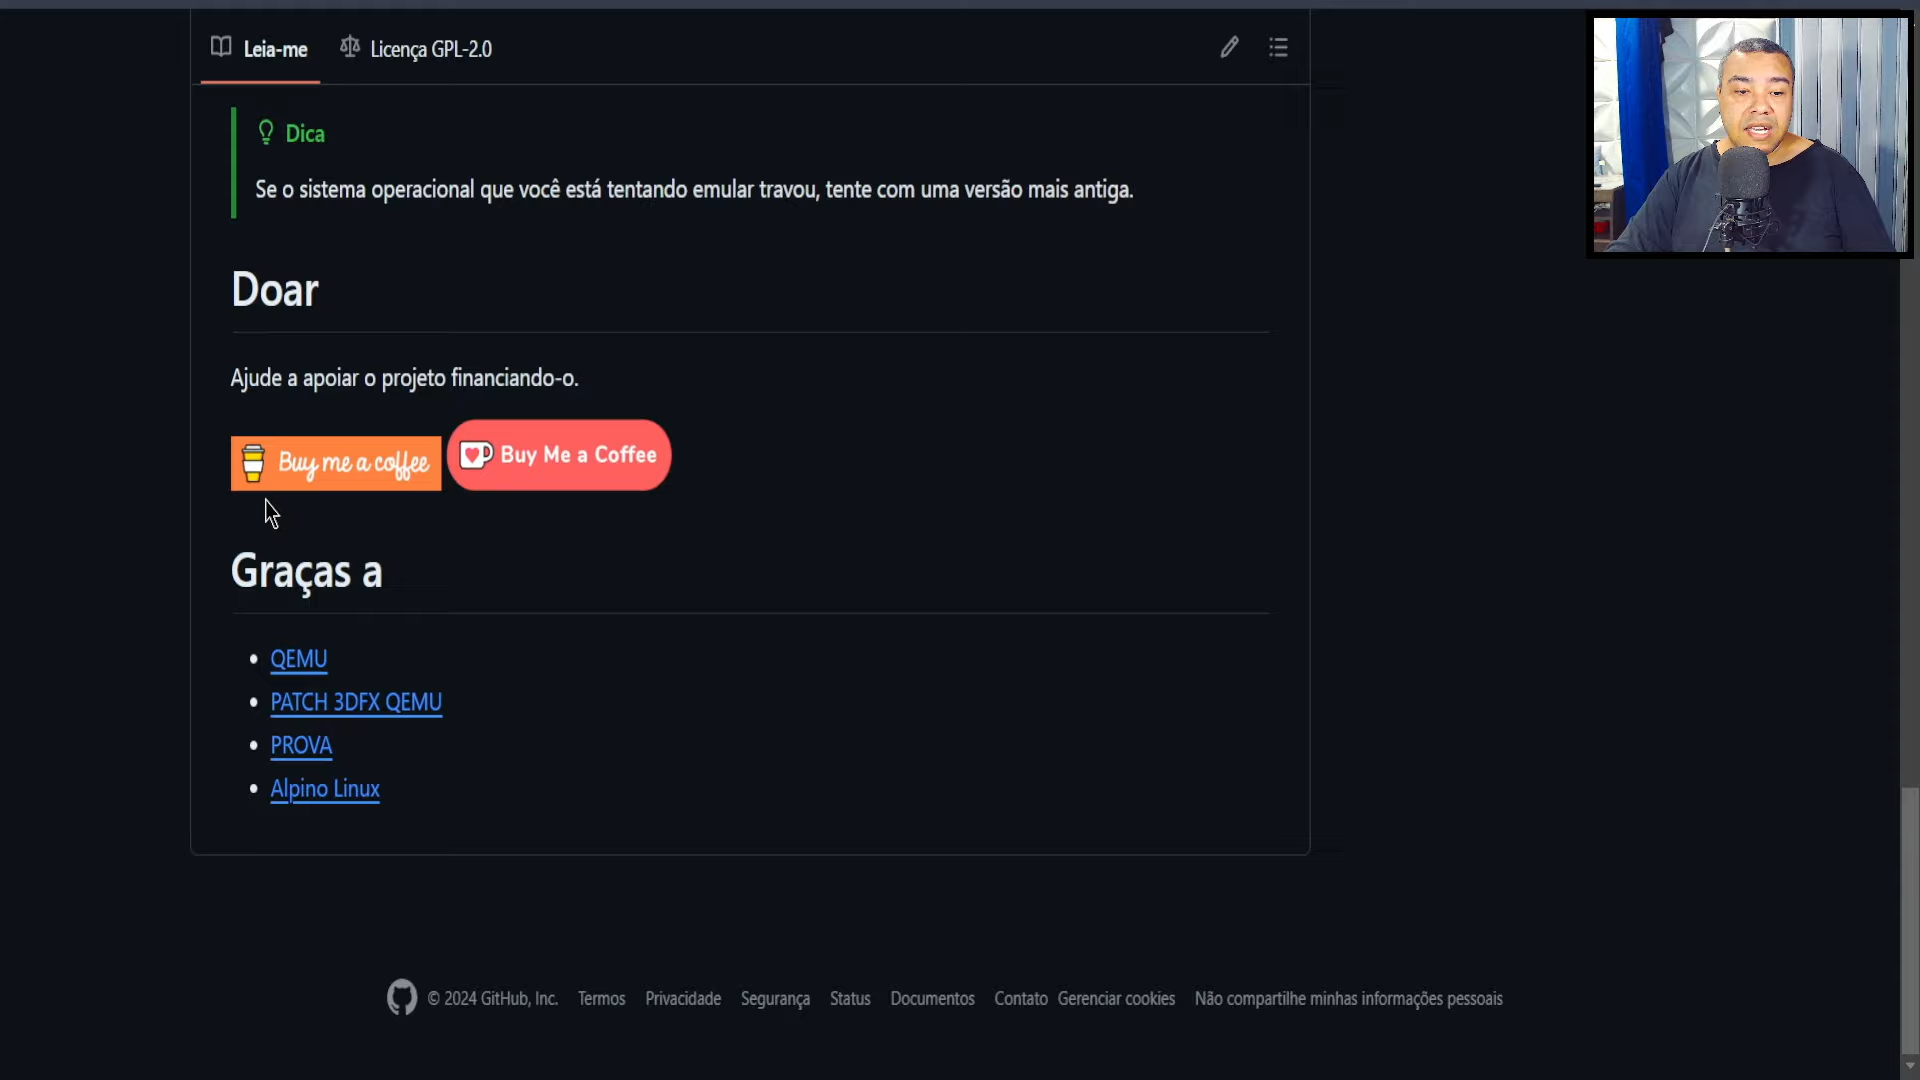 Leia-me
Licença GPL-2.0
Dica
Se o sistema operacional que você está tentando emular travou, tente com uma versão mais antiga.
Doar
Ajude a apoiar o projeto financiando-o.
Buy me a coffee
Buy Me a Coffee
Graças a
QEMU
PATCH 3DFX QEMU
PROVA
Alpino Linux
© 2024 GitHub, Inc. Termos Privacidade Segurança Status Documentos Contato Gerenciar cookies Não compartilhe minhas informações pessoais